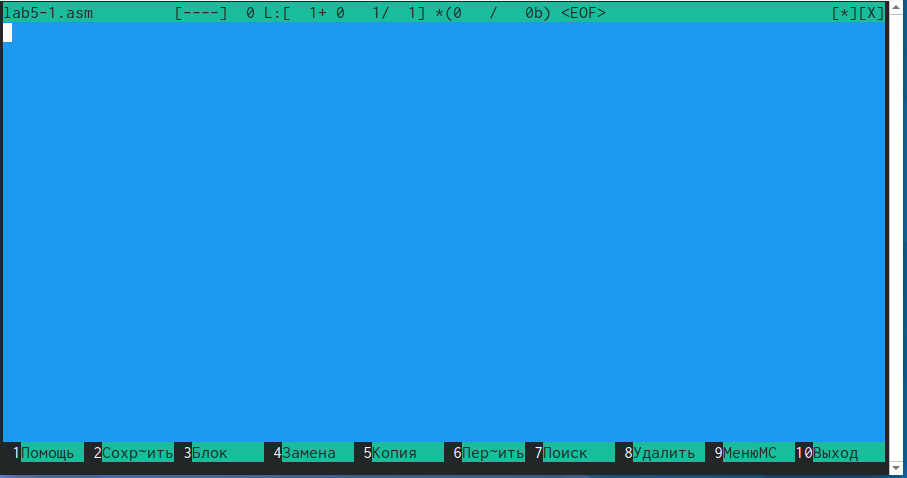 lab5-1.asm [----] 0 L:[ 1+ 0 1/ 1] *(0 / 0b) <EOF> [*][X]
1Помощь 2Сохр~ить 3Блок 4Замена 5Копия 6Пер~ить 7Поиск 8Удалить 9МенюMC 10Выход